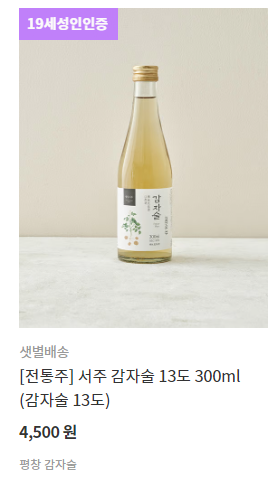 19세성인인증
감자술
샛별배송
[전통주] 서주 감자술 13도 300ml
(감자술 13도)
4,500 원
평창 감자술